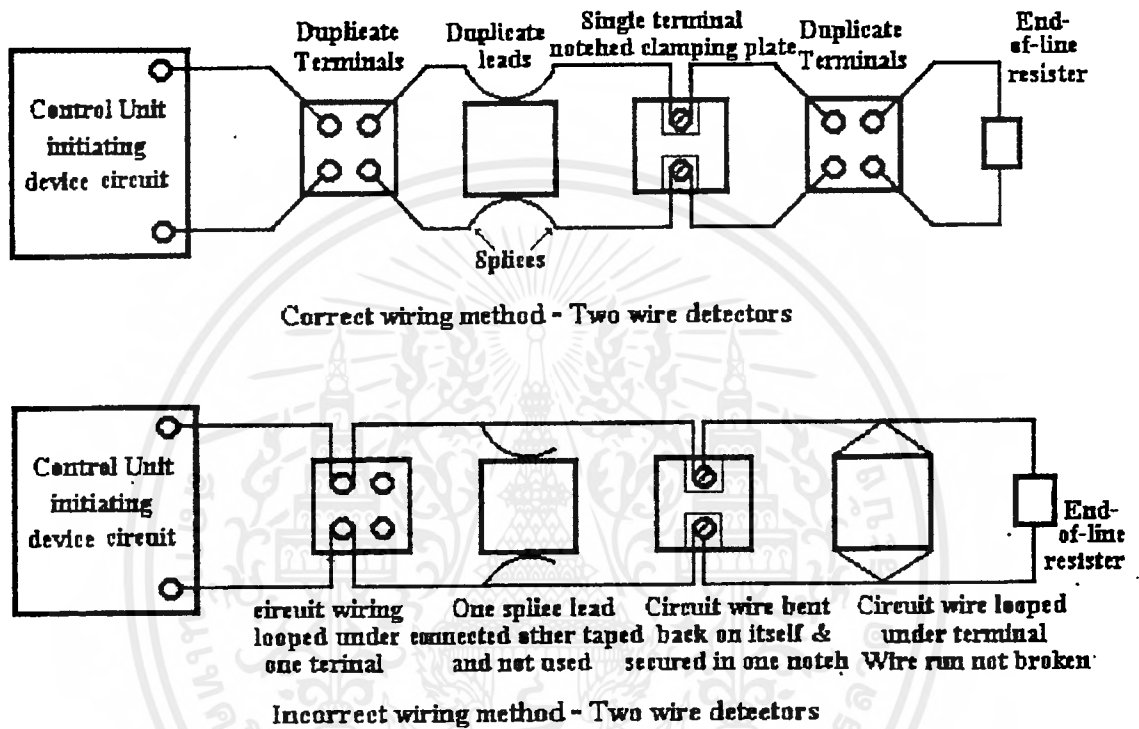 Duplicate
Terminals
Duplicate
leads
Single terminal
notched clamping plate
Duplicate
Terminals
End-
of-line
resister
Control Unit
initiating
device circuit
Splices
Correct wiring method - Two wire detectors
Control Unit
initiating
device circuit
End-
of-line
resister
circuit wiring
looped under
one terinal
One splice lead
connected other taped
and not used
Circuit wire bent
back on itself &
secured in one notch
Circuit wire looped
under terminal
Wire run not broken
Incorrect wiring method - Two wire detectors